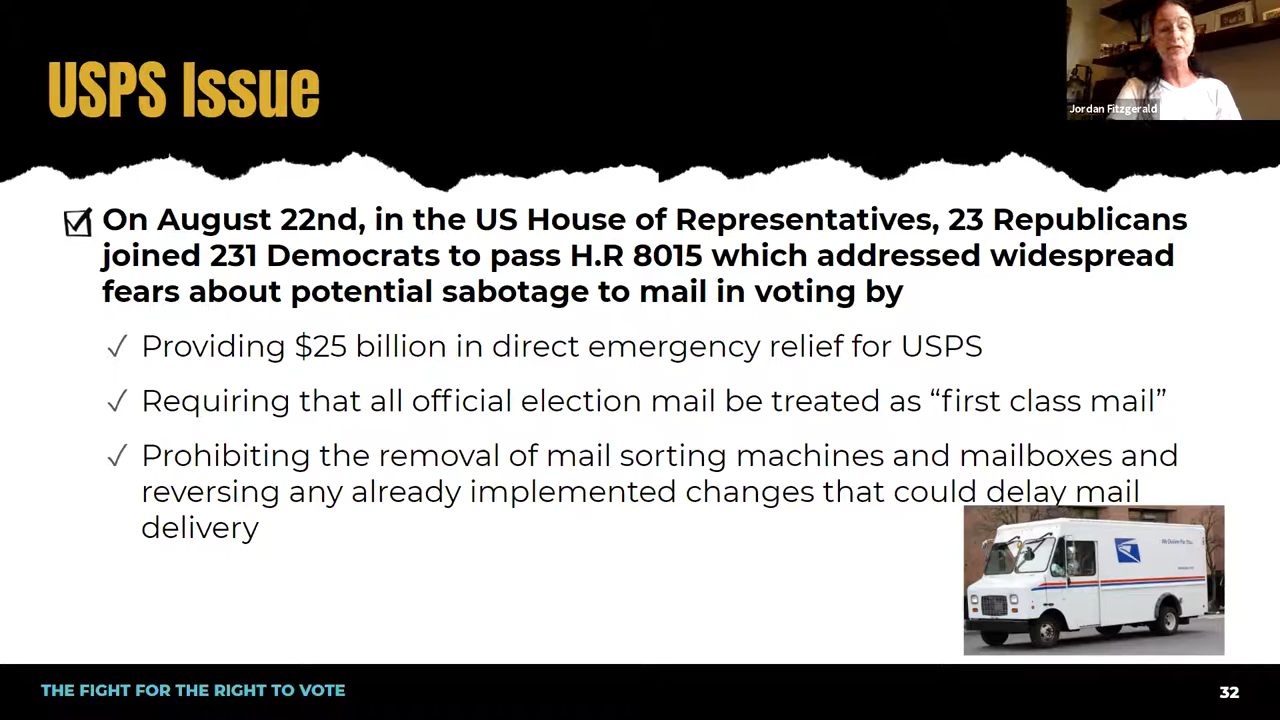 USPS Issue
Jordan Fitzgerald
On August 22nd, in the US House of Representatives, 23 Republicans
joined 231 Democrats to pass H.R 8015 which addressed widespread
fears about potential sabotage to mail in voting by
Providing $25 billion in direct emergency relief for USPS
Requiring that all official election mail be treated as “first class mail”
Prohibiting the removal of mail sorting machines and mailboxes and
reversing any already implemented changes that could delay mail
delivery
THE FIGHT FOR THE RIGHT TO VOTE
32